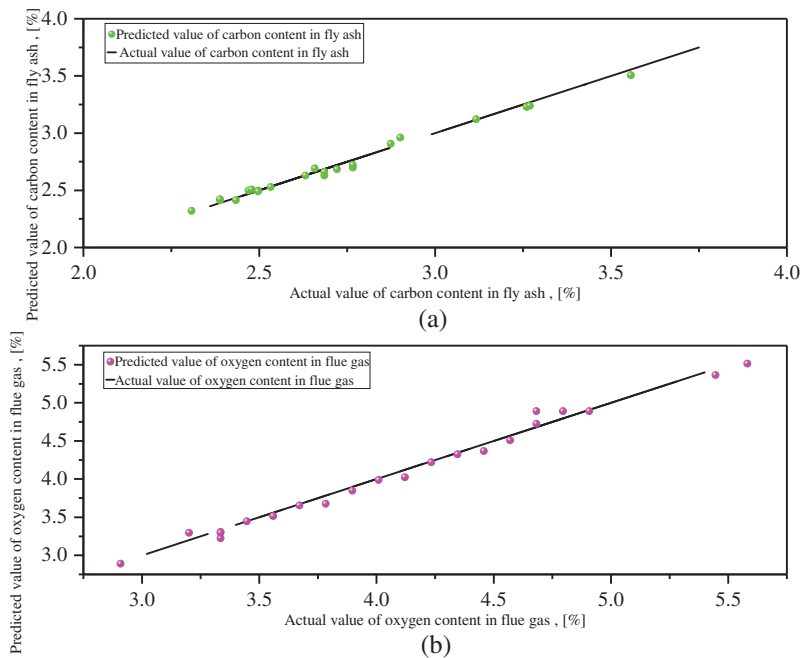 Predicted value of carbon content in fly ash , [%]
4.0
3.5
3.0
2.5
2.0
Predicted value of carbon content in fly ash , [%]
Actual value of carbon content in fly ash , [%]
2.0 2.5 3.0 3.5 4.0
Actual value of carbon content in fly ash , [%]
(a)
Predicted value of oxygen content in flue gas , [%]
5.5
5.0
4.5
4.0
3.5
3.0
Predicted value of oxygen content in flue gas , [%]
Actual value of oxygen content in flue gas , [%]
3.0 3.5 4.0 4.5 5.0 5.5
Actual value of oxygen content in flue gas , [%]
(b)